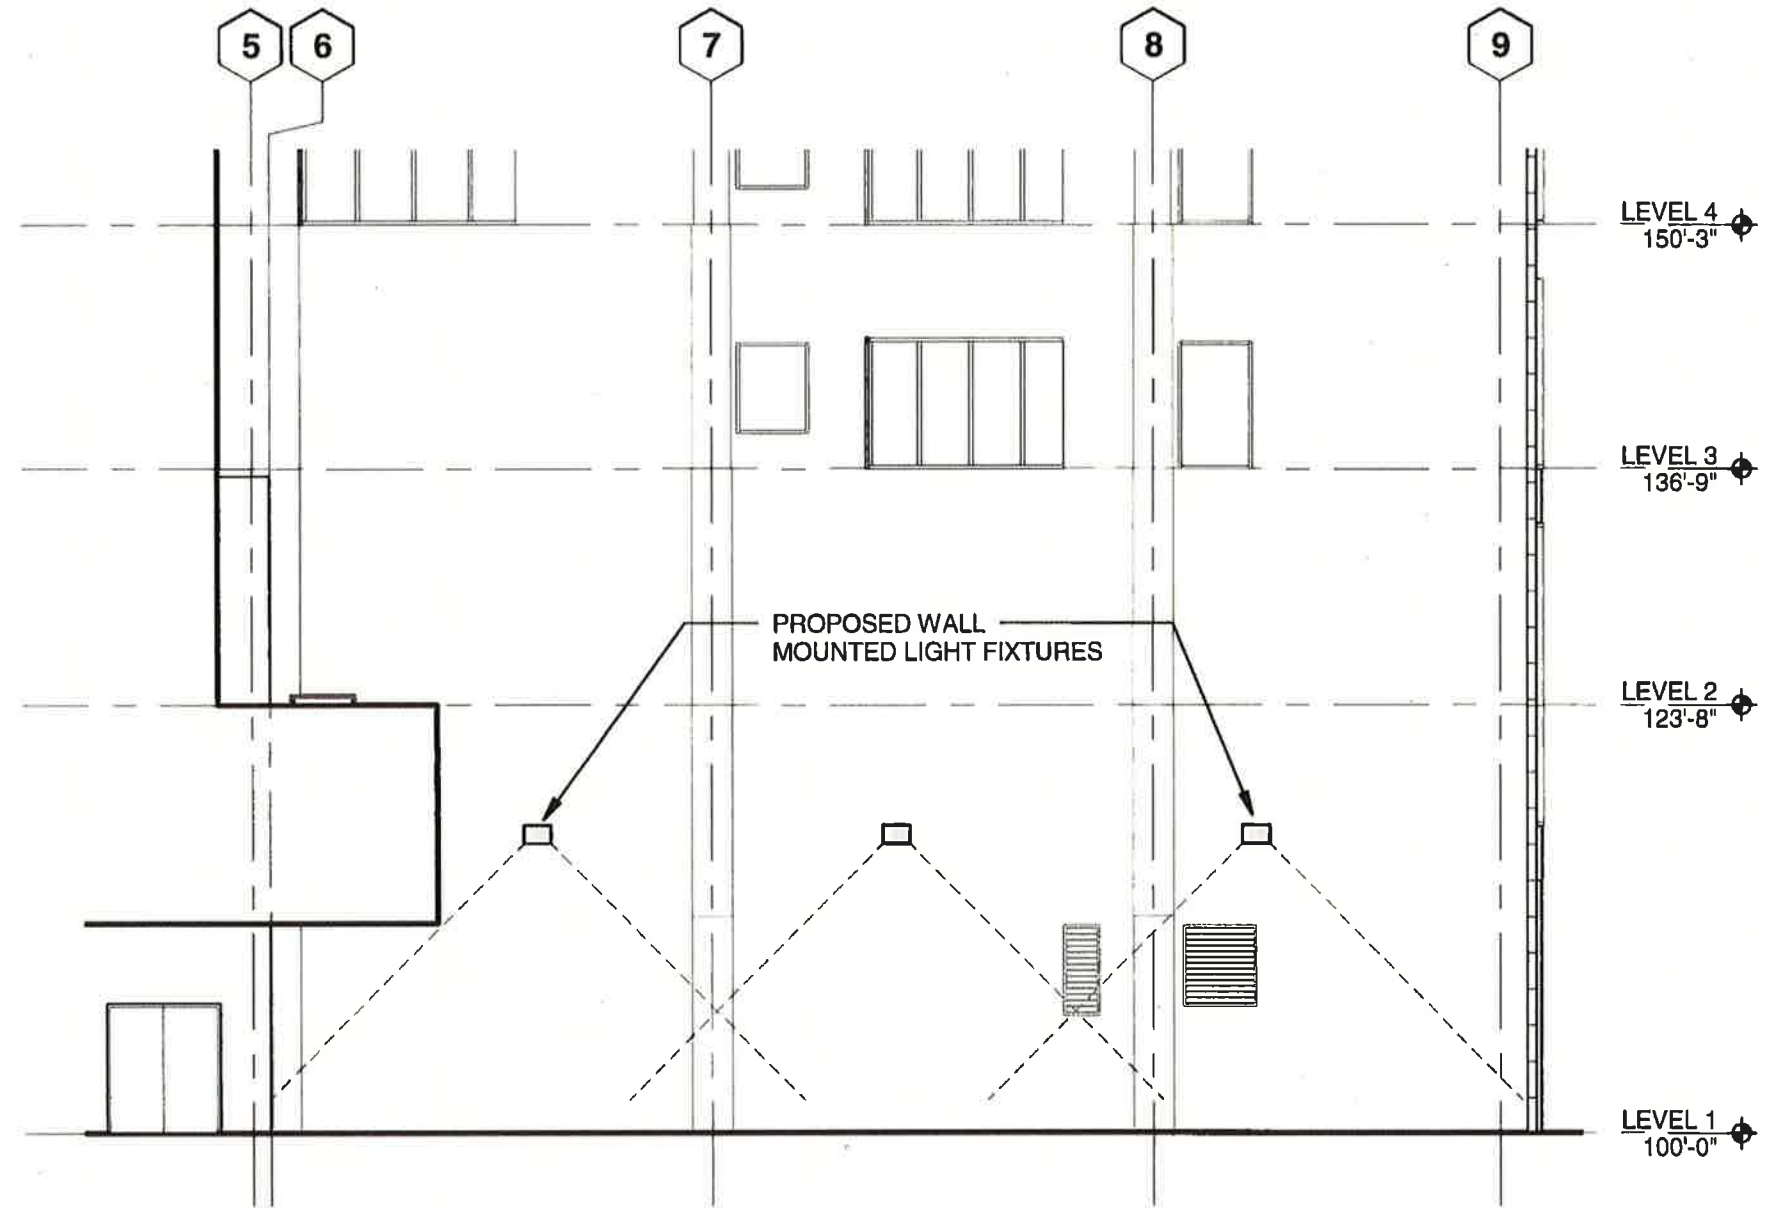 5 6 7 8 9
LEVEL 4
150'-3"
LEVEL 3
136'-9"
PROPOSED WALL
MOUNTED LIGHT FIXTURES
LEVEL 2
123'-8"
LEVEL 1
100'-0"